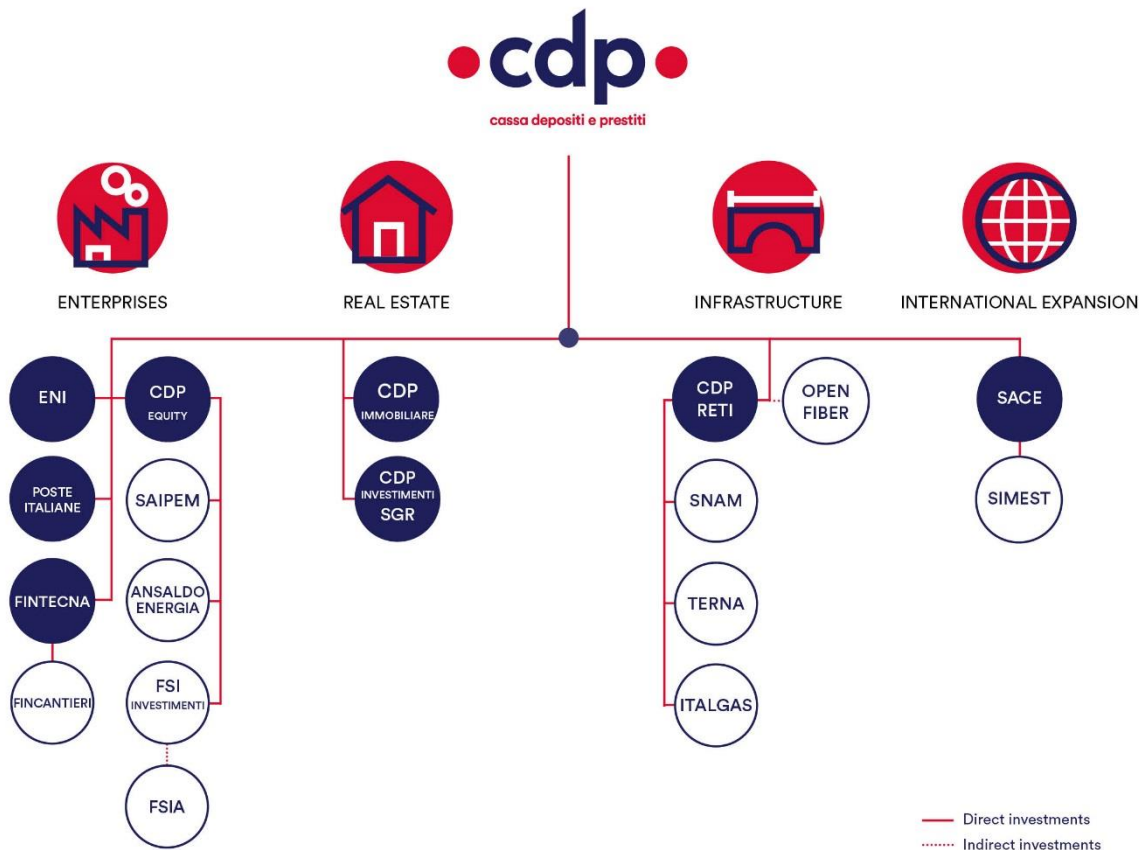 cdp
cassa depositi e prestiti
ENTERPRISES
REAL ESTATE
INFRASTRUCTURE
INTERNATIONAL EXPANSION
ENI
CDP
EQUITY
POSTE
ITALIANE
SAIPEM
FINTECNA
ANSALDO
ENERGIA
FINCANTIERI
FSI
INVESTIMENTI
FSIA
CDP
IMMOBILIARE
CDP
INVESTIMENTI
SGR
CDP
RETI
OPEN
FIBER
SNAM
TERNA
ITALGAS
SACE
SIMEST
Direct investments
Indirect investments